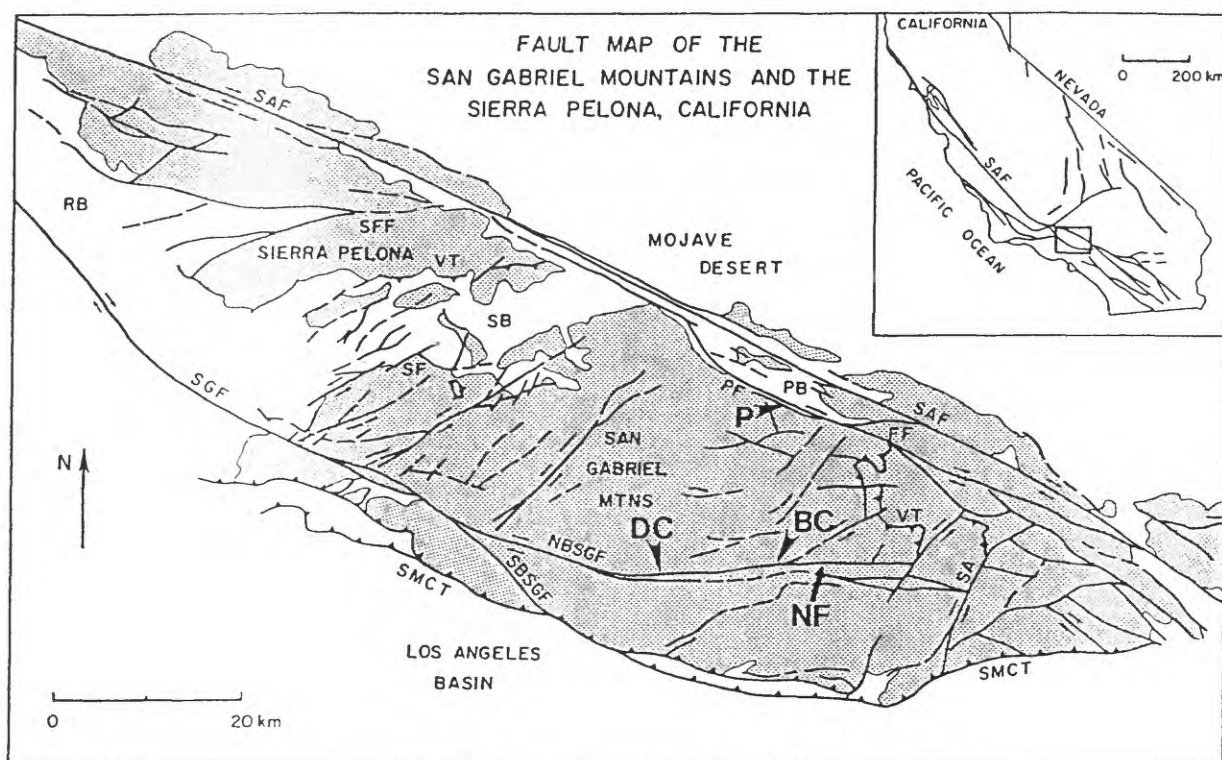 FAULT MAP OF THE
SAN GABRIEL MOUNTAINS AND THE
SIERRA PELONA, CALIFORNIA
CALIFORNIA
0 200 km
NEVADA
SAF
PACIFIC
OCEAN
SAF
RB
SFF
SIERRA PELONA
VT
MOJAVE
DESERT
SB
SF
SGF
PF
PB
P
SAF
FF
N
SAN
GABRIEL
MTNS
DC
BC
VT
NBSGF
SBSGF
SMCT
NF
SA
SMCT
LOS ANGELES
BASIN
0 20 km